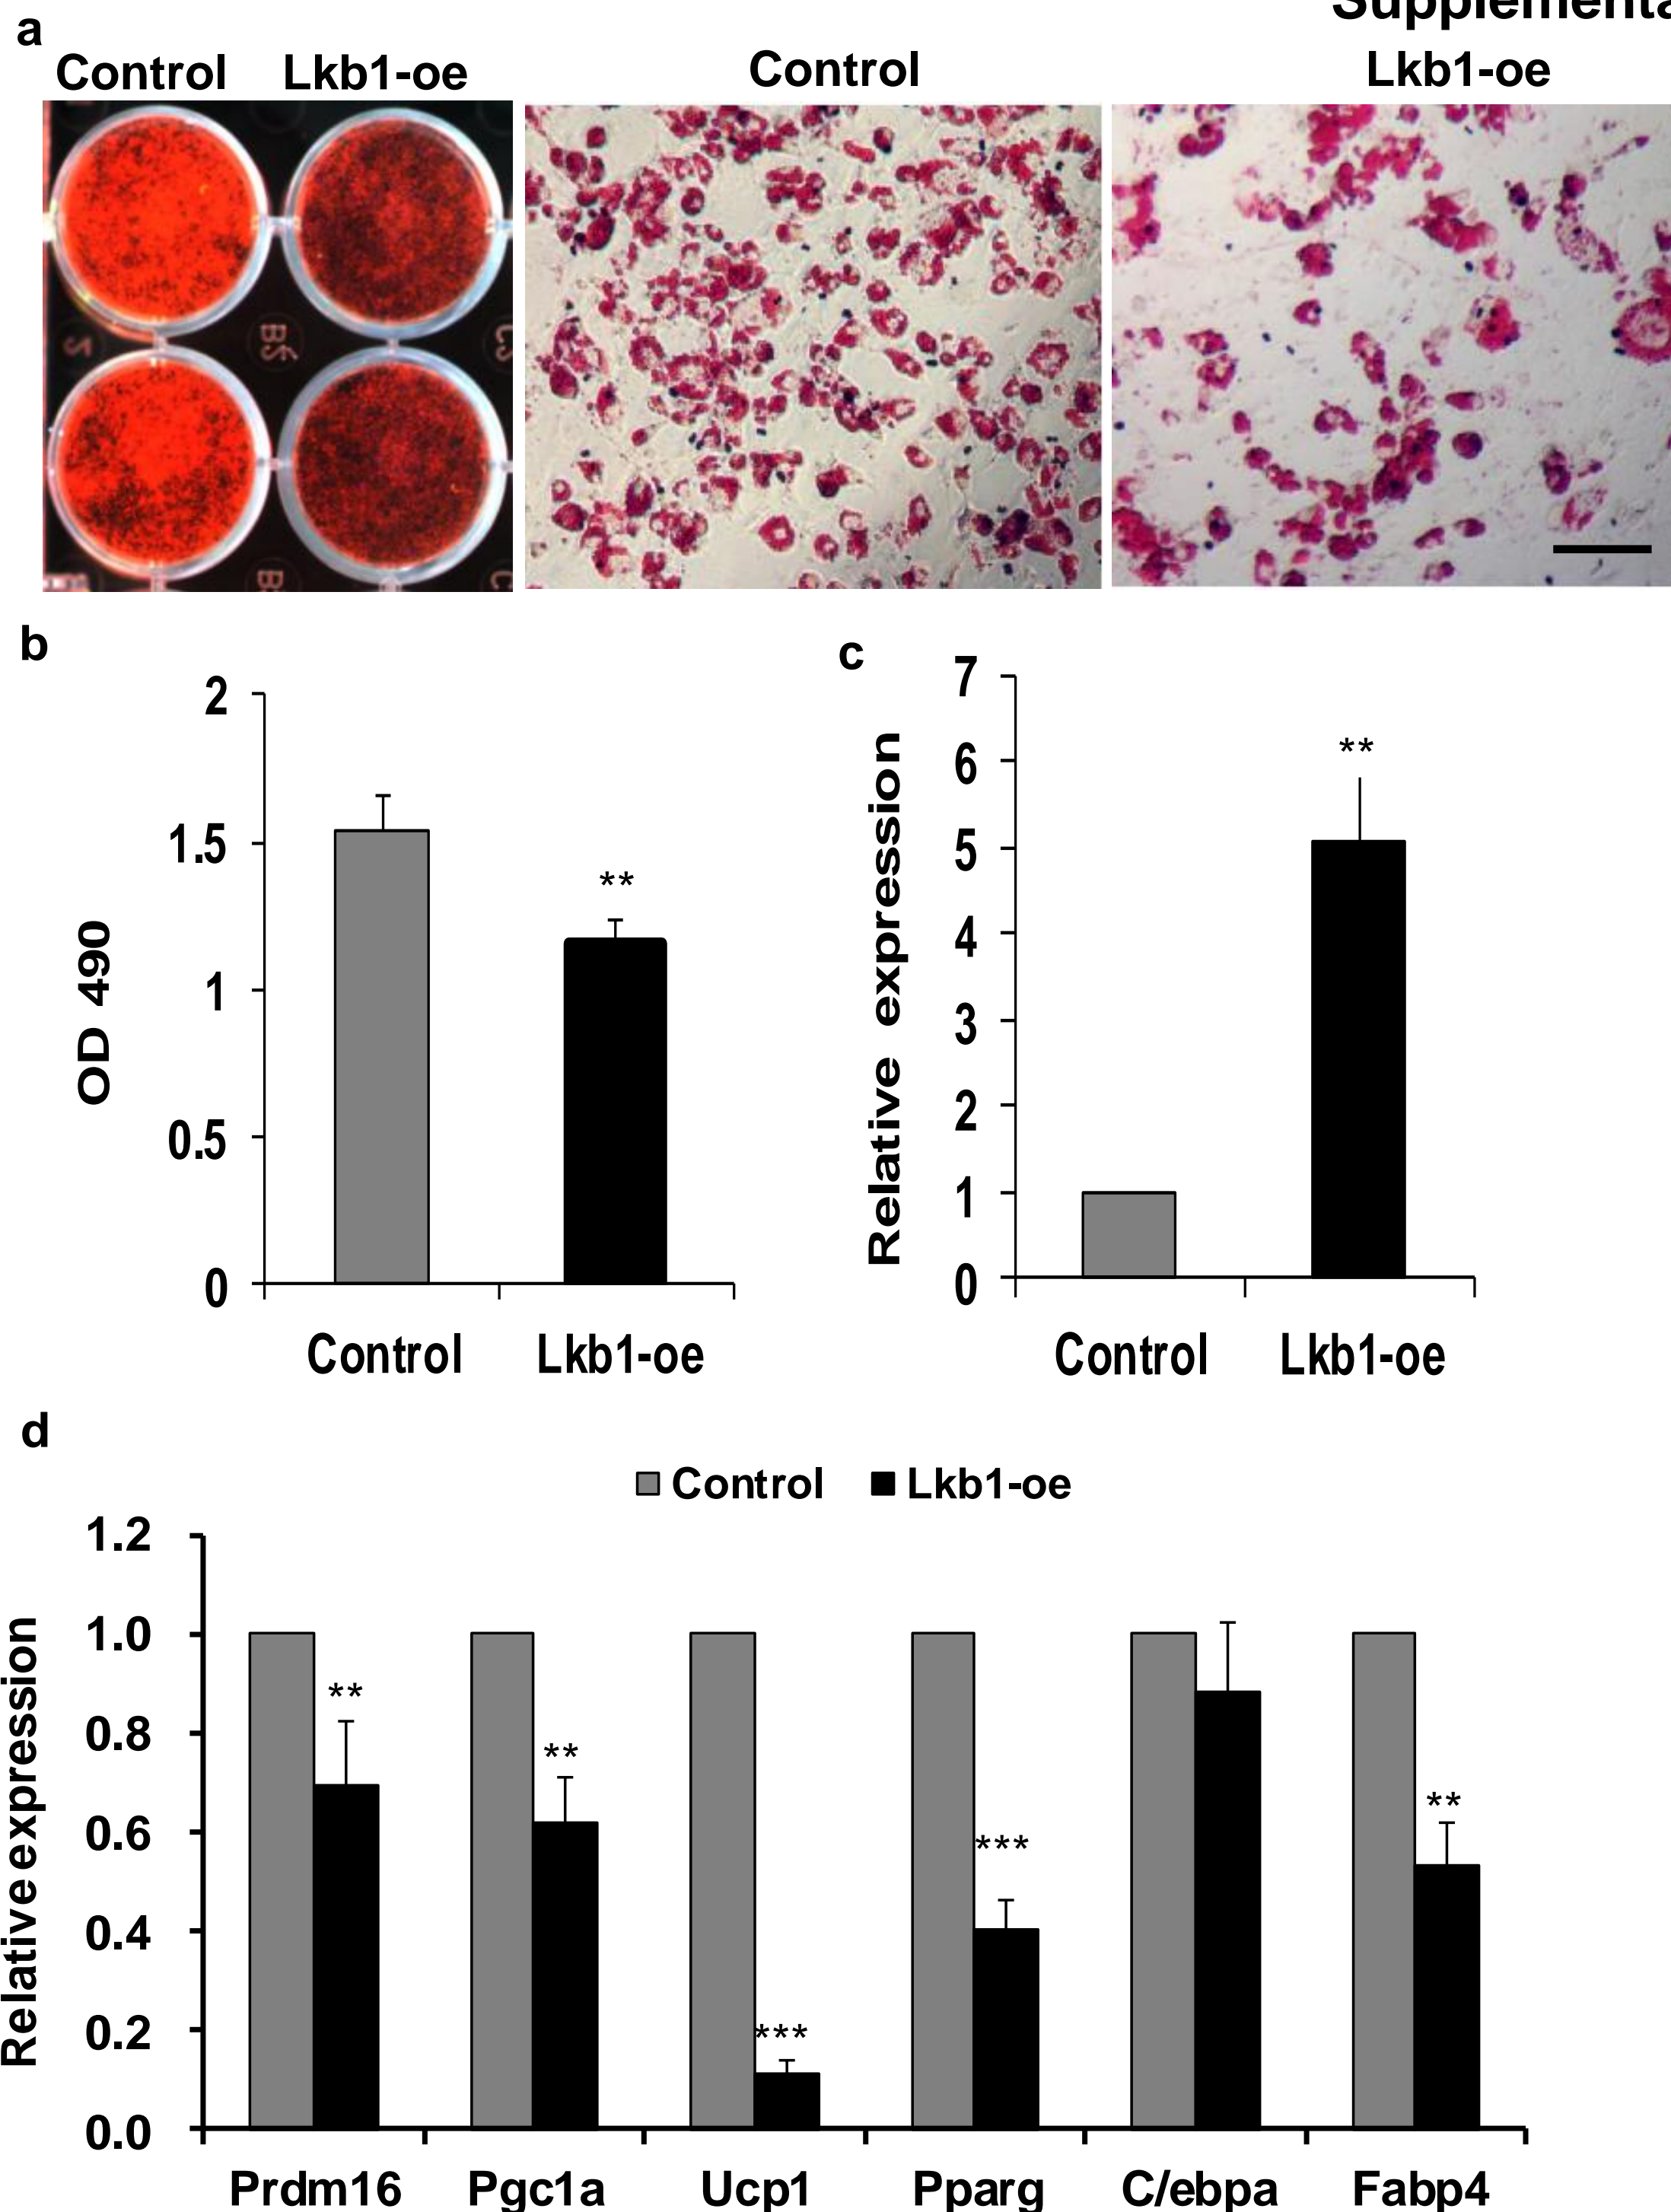 a
Control Lkb1-oe Control Lkb1-oe
b
2
1.5
1
0.5
0
OD 490
**
Control Lkb1-oe
c
7
6
5
4
3
2
1
0
Relative expression
**
Control Lkb1-oe
d
Control Lkb1-oe
1.2
1.0
0.8
0.6
0.4
0.2
0.0
Relative expression
**
**
***
***
**
Prdm16 Pgc1a Ucp1 Pparg C/ebpa Fabp4